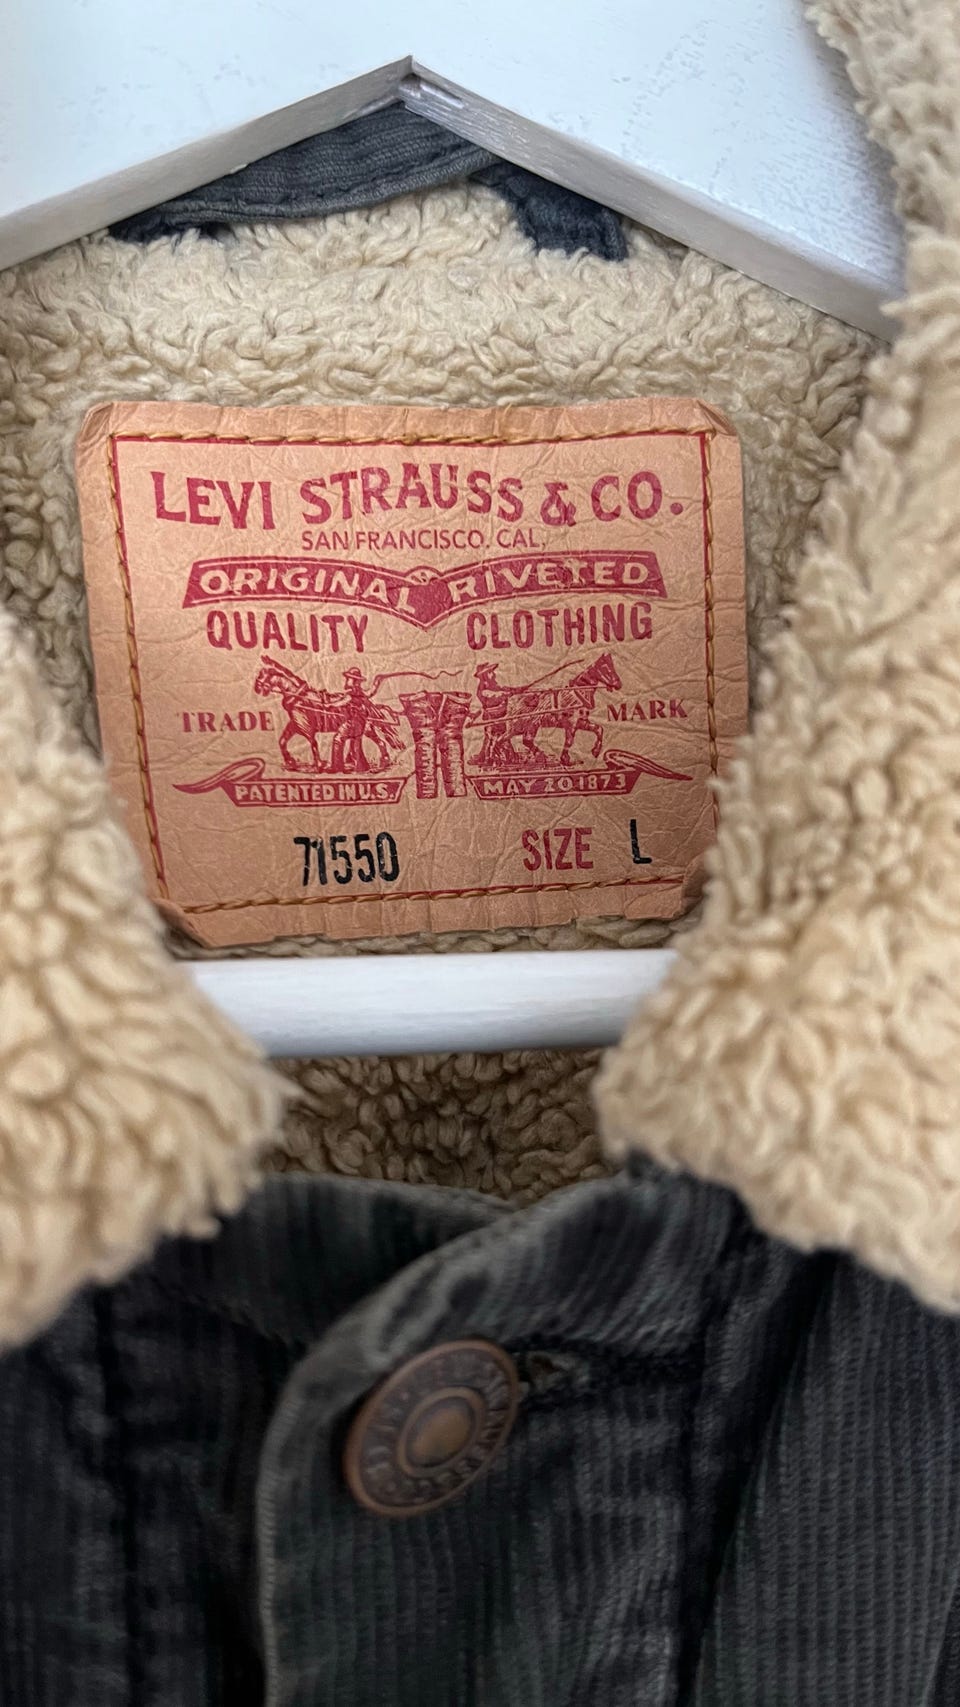 LEVI STRAUSS & CO.
SAN FRANCISCO. CAL.
ORIGINAL RIVETED
QUALITY CLOTHING
TRADE MARK
PATENTED IN U.S. MAY 20 1873
71550 SIZE L